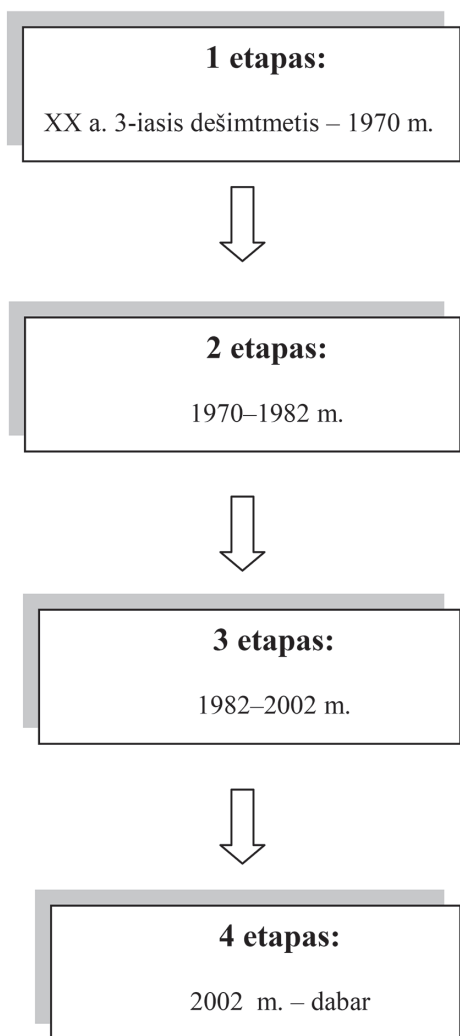 1 etapas:
XX a. 3-iasis dešimtmetis – 1970 m.
2 etapas:
1970–1982 m.
3 etapas:
1982–2002 m.
4 etapas:
2002 m. – dabar